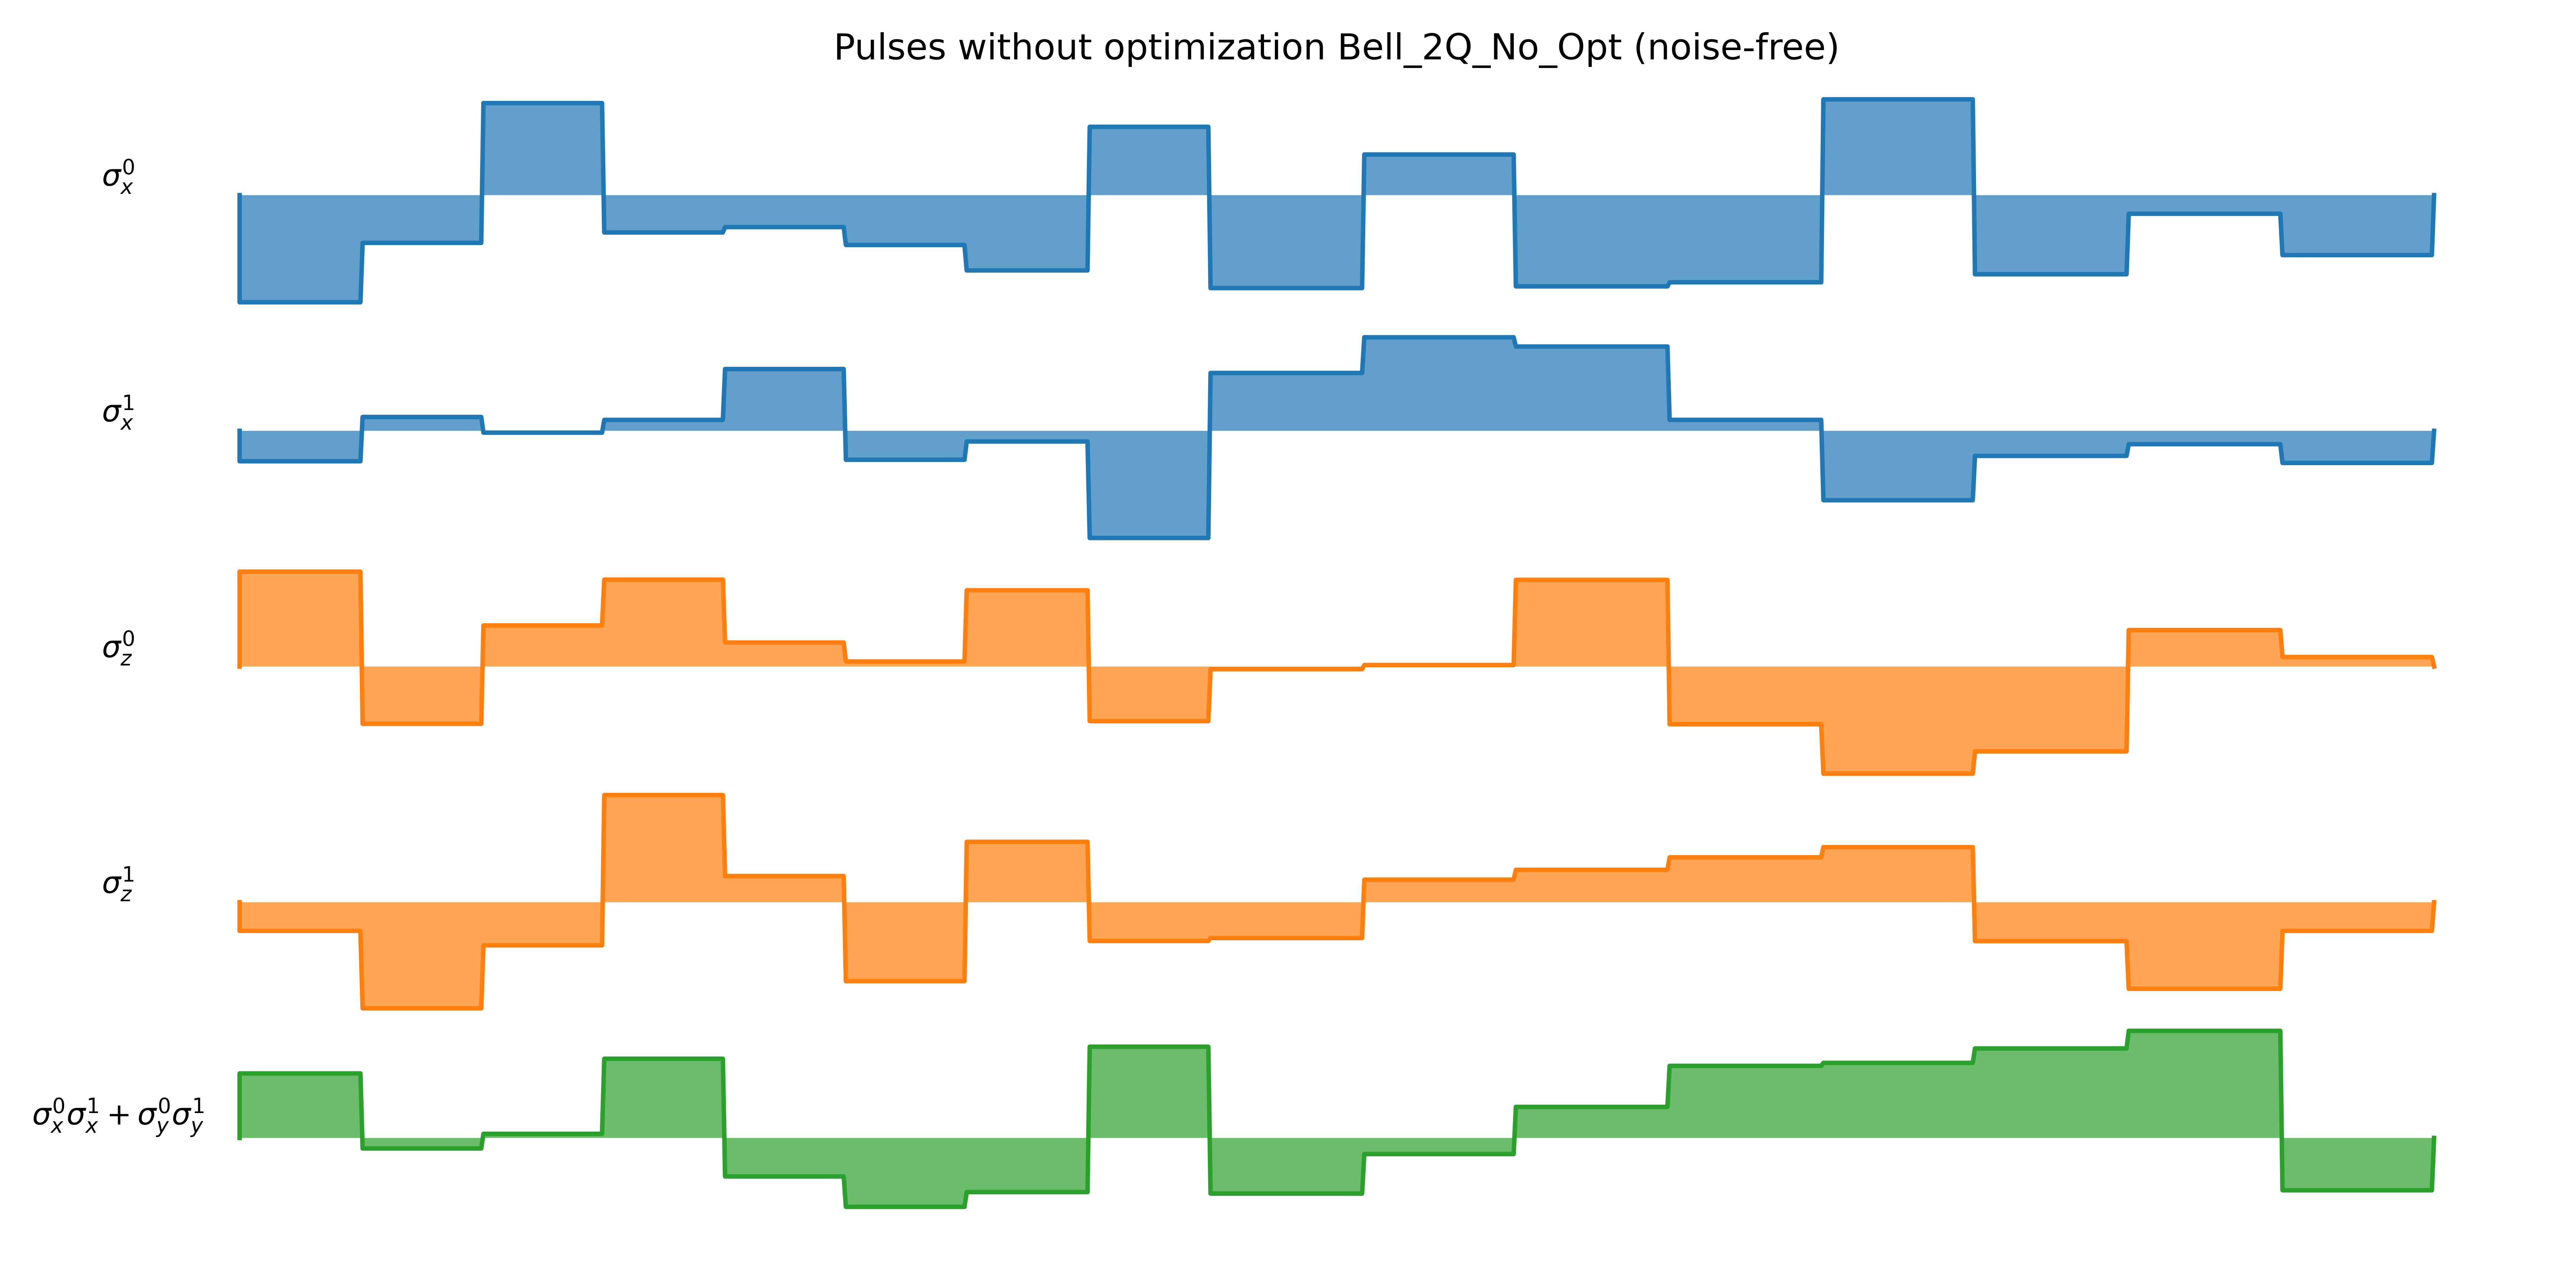 Pulses without optimization Bell_2Q_No_Opt (noise-free)
σ_x^0
σ_x^1
σ_z^0
σ_z^1
σ_x^0σ_x^1 + σ_y^0σ_y^1